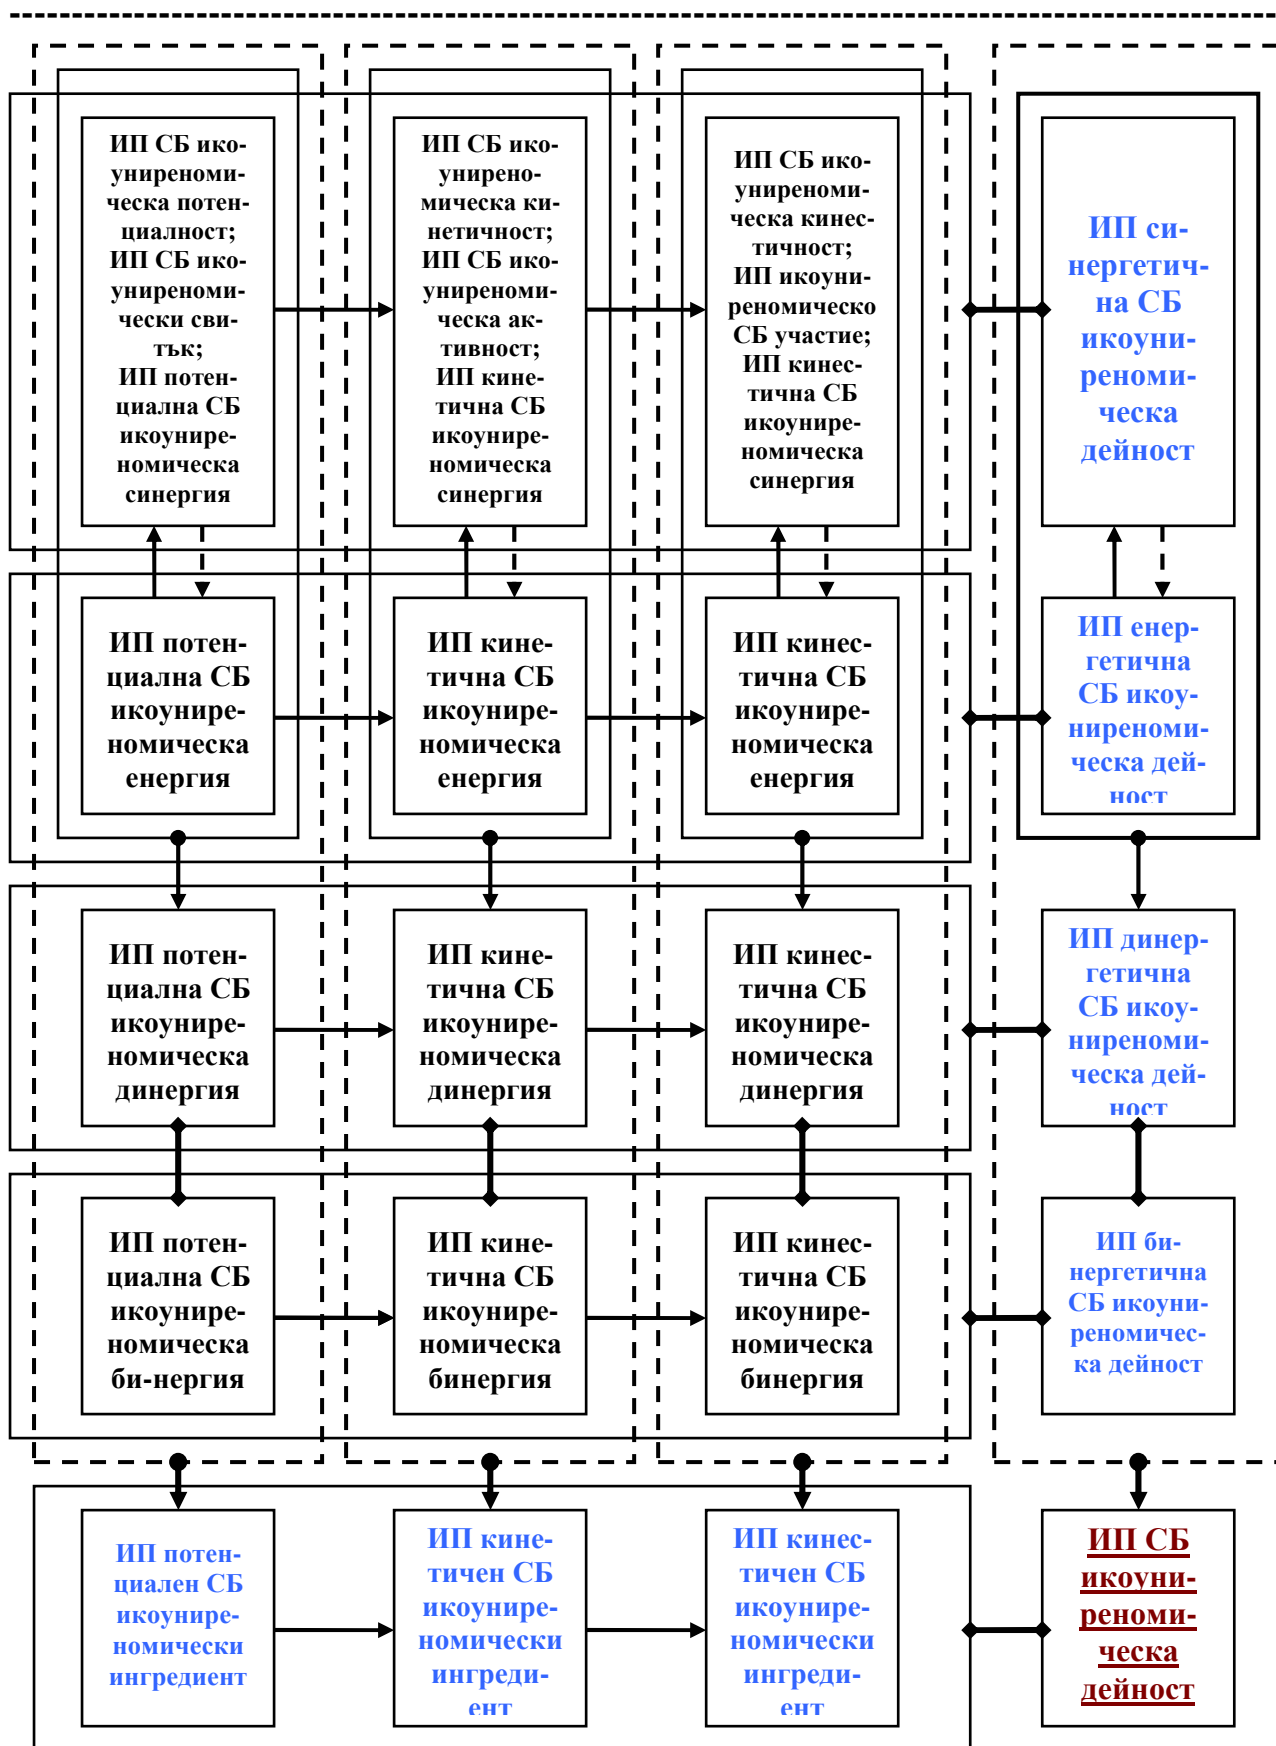 ИП СБ ико-
униреноми-
ческа потен-
циалност;
ИП СБ ико-
униреноми-
чески сви-
тък;
ИП потен-
циална СБ
икоунире-
номическа
синергия
ИП СБ ико-
унирено-
мическа ки-
нетичност;
ИП СБ ико-
униреноми-
ческа ак-
тивност;
ИП кине-
тична СБ
икоунире-
номическа
синергия
ИП СБ ико-
униреноми-
ческа кинес-
тичност;
ИП икоуни-
реномическо
СБ участие;
ИП кинес-
тична СБ
икоунире-
номическа
синергия
ИП си-
нергетич-
на СБ
икоуни-
реноми-
ческа
дейност
ИП потен-
циална СБ
икоунире-
номическа
енергия
ИП кине-
тична СБ
икоунире-
номическа
енергия
ИП кинес-
тична СБ
икоунире-
номическа
енергия
ИП енер-
гетична
СБ икоу-
ниреноми-
ческа дей-
ност
ИП потен-
циална СБ
икоунире-
номическа
динергия
ИП кине-
тична СБ
икоунире-
номическа
динергия
ИП кинес-
тична СБ
икоунире-
номическа
динергия
ИП динер-
гетична
СБ икоу-
ниреноми-
ческа дей-
ност
ИП потен-
циална СБ
икоунире-
номическа
би-нергия
ИП кине-
тична СБ
икоунире-
номическа
бинергия
ИП кинес-
тична СБ
икоунире-
номическа
бинергия
ИП би-
нергетична
СБ икоуни-
реномичес-
ка дейност
ИП потен-
циален СБ
икоунире-
номически
ингредиент
ИП кине-
тичен СБ
икоунире-
номически
ингреди-
ент
ИП кинес-
тичен СБ
икоунире-
номически
ингреди-
ент
ИП СБ
икоуни-
реноми-
ческа
дейност